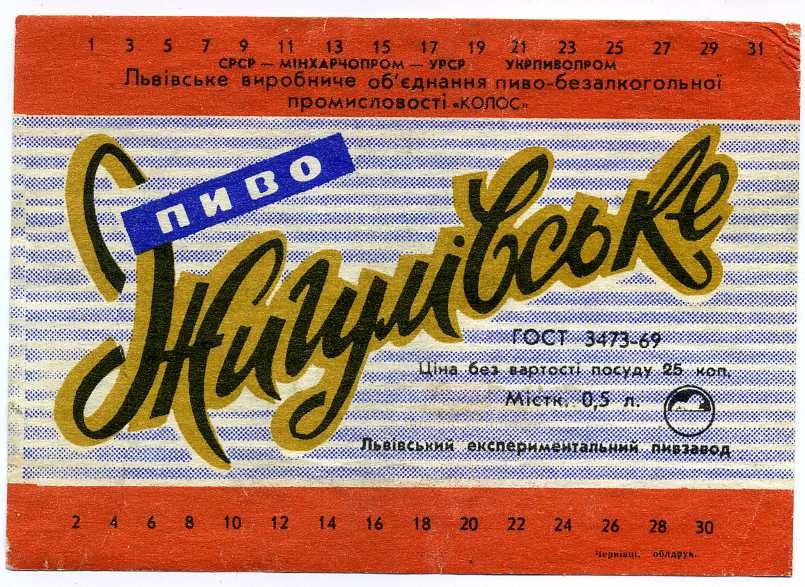 1 3 5 7 9 11 13 15 17 19 21 23 25 27 29 31
СРСР — МІНХАРЧОПРОМ — УРСР УКРПИВОПРОМ
Львівське виробниче об'єднання пиво-безалкогольної
промисловості «КОЛОС»
пиво
Жигулівське
ГОСТ 3473-69
Ціна без вартості посуду 25 коп.
Містк. 0,5 л.
Львівський експериментальний пивзавод
2 4 6 8 10 12 14 16 18 20 22 24 26 28 30
Чернівці, облдрук.